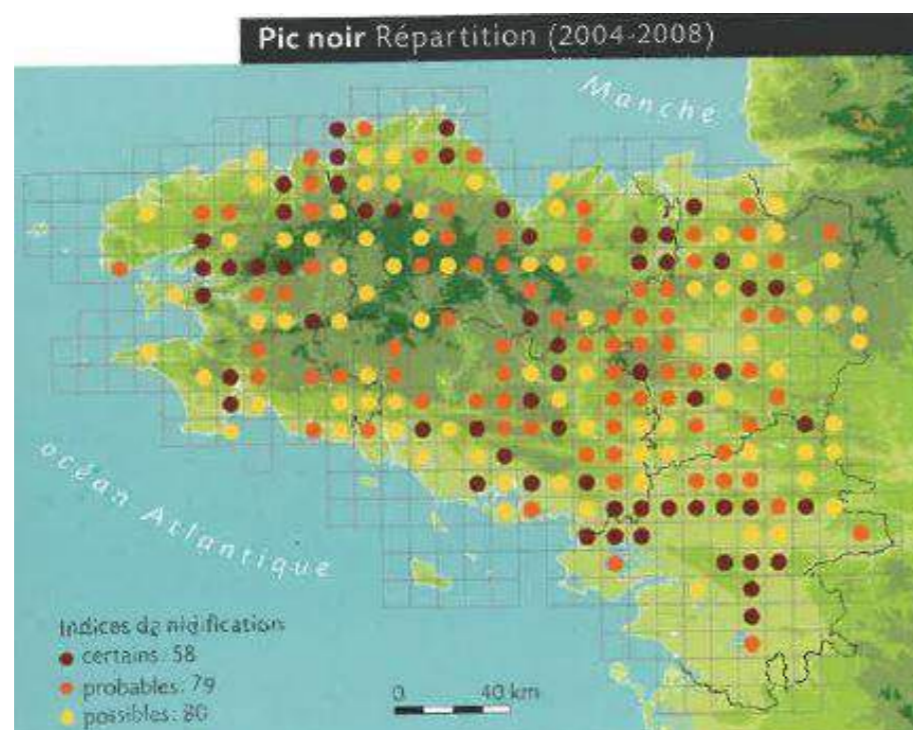 Pic noir Répartition (2004-2008)
Manche
océan Atlantique
Indices de nidification
certains: 58
probables: 79
possibles: 80
0 40 km